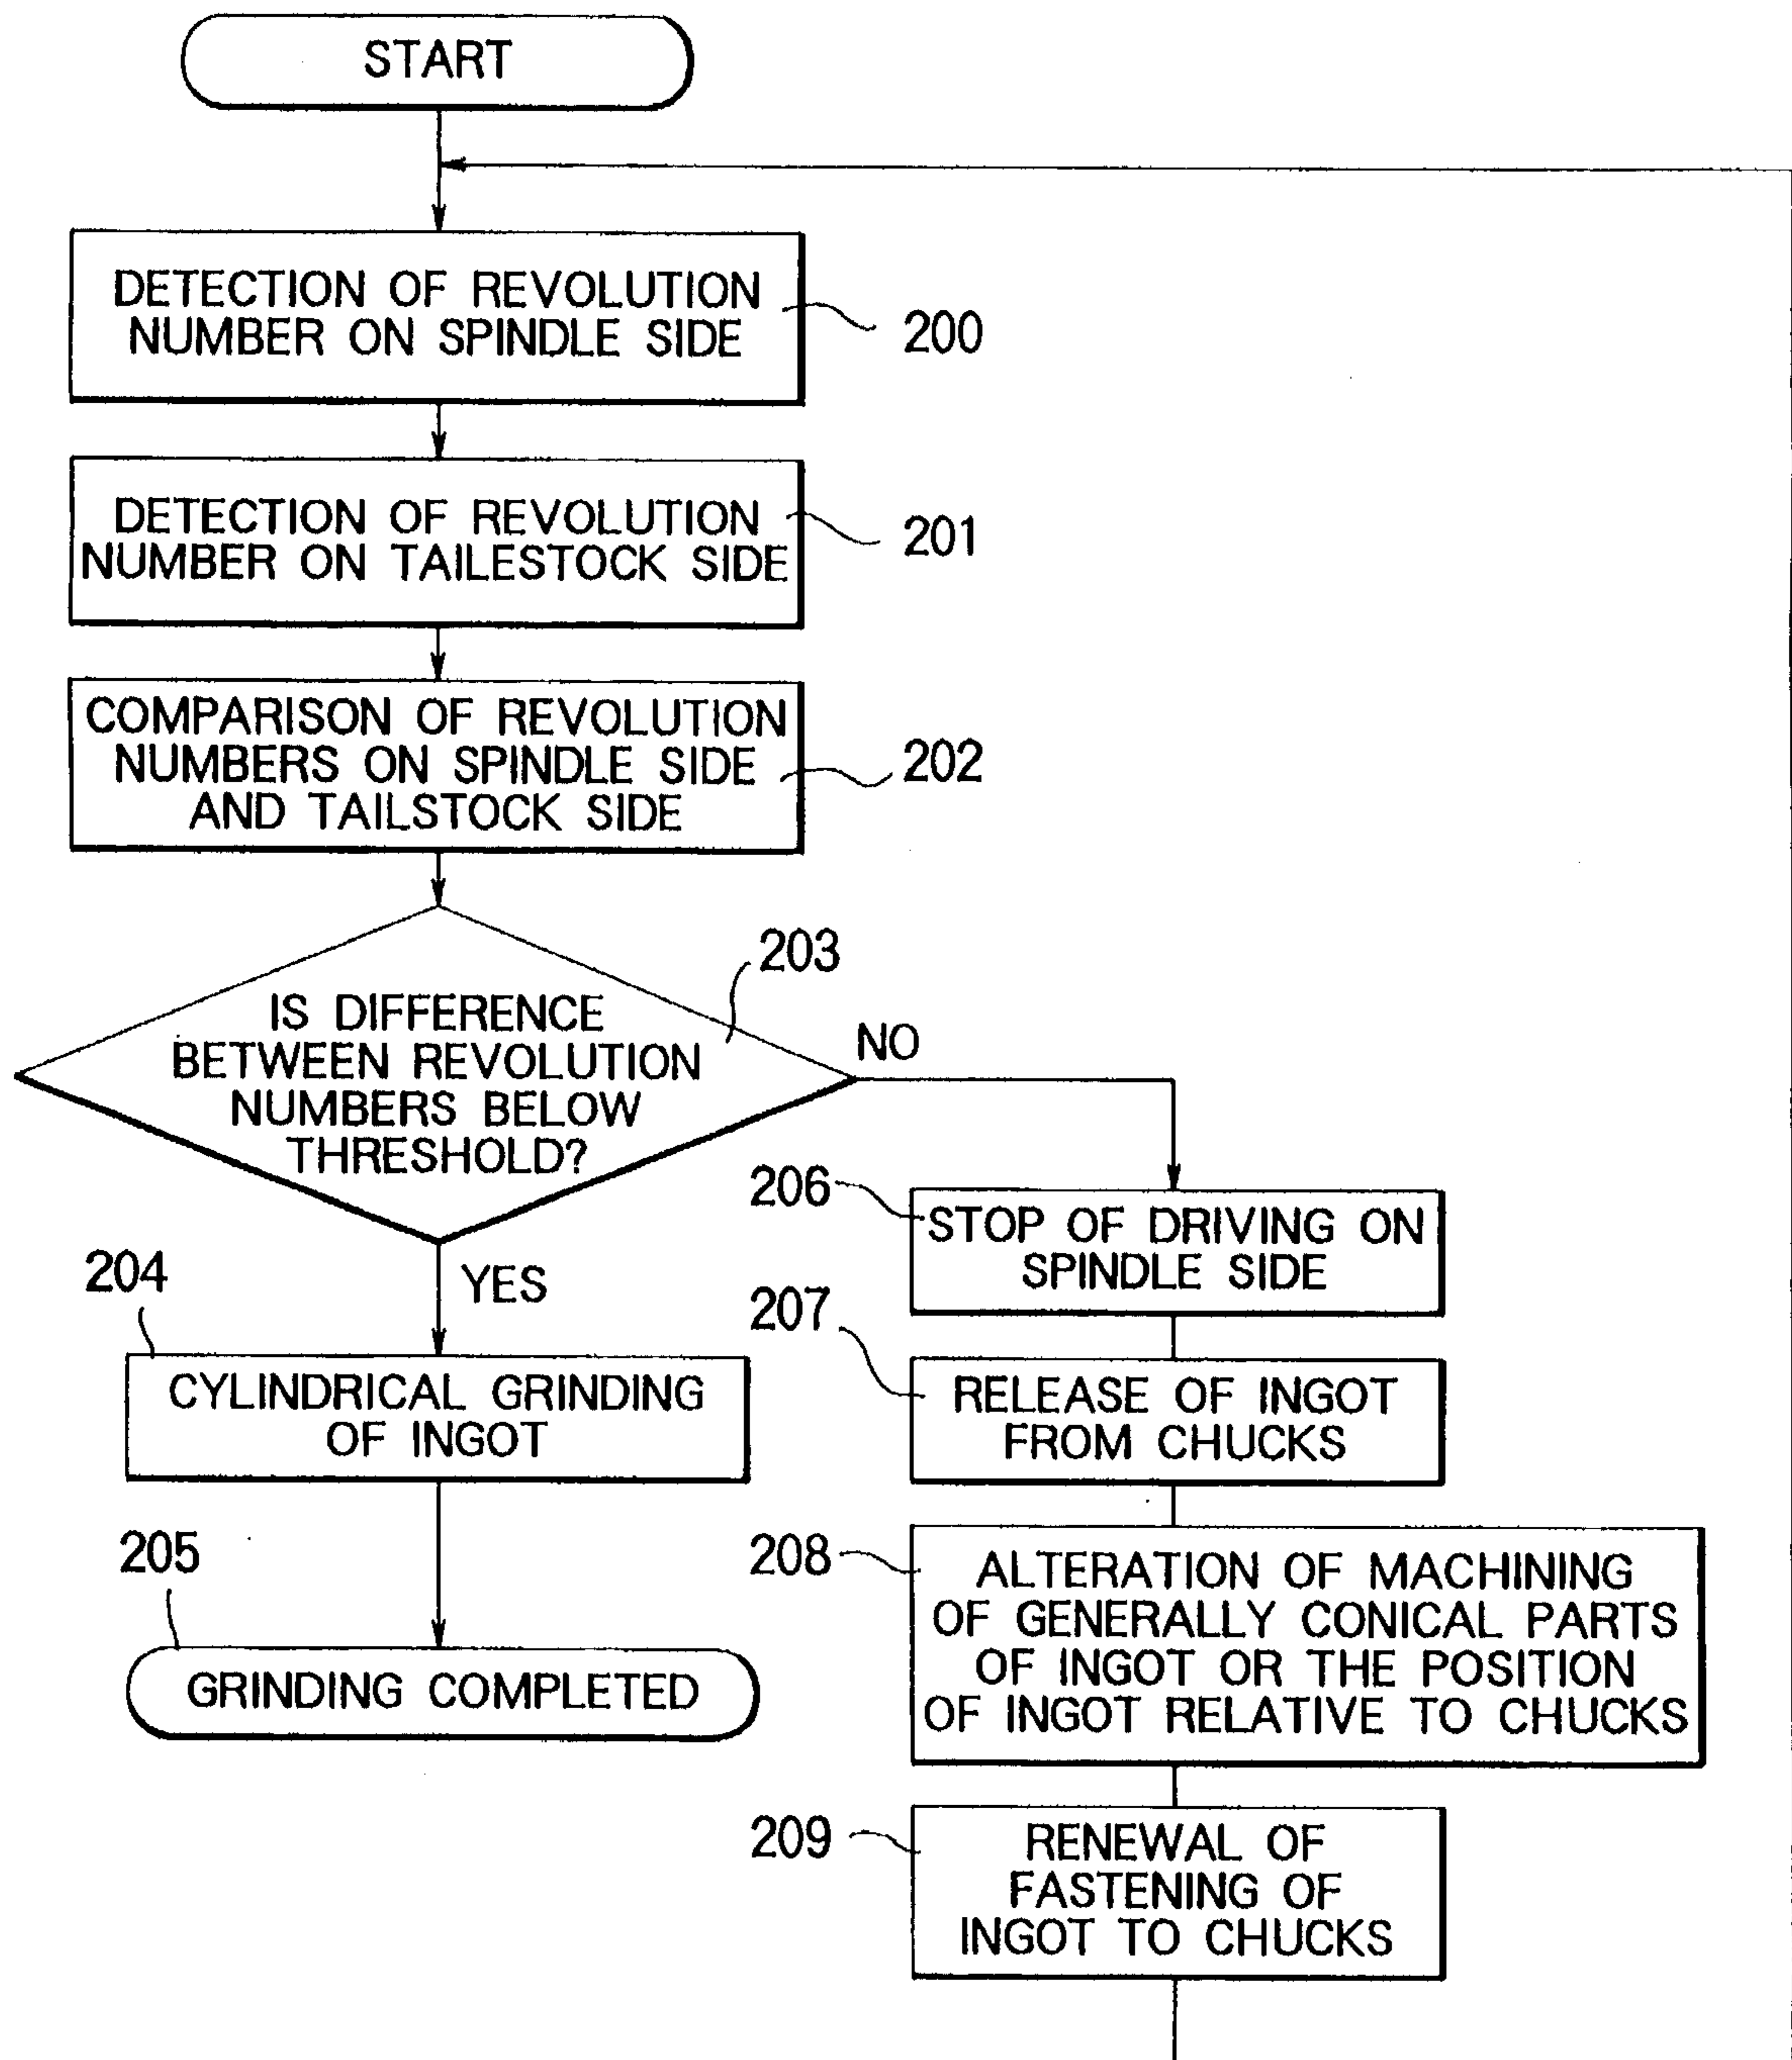 START
DETECTION OF REVOLUTION
NUMBER ON SPINDLE SIDE
200
DETECTION OF REVOLUTION
NUMBER ON TAILESTOCK SIDE
201
COMPARISON OF REVOLUTION
NUMBERS ON SPINDLE SIDE
AND TAILSTOCK SIDE
202
203
IS DIFFERENCE
BETWEEN REVOLUTION
NUMBERS BELOW
THRESHOLD?
NO
YES
204
CYLINDRICAL GRINDING
OF INGOT
205
GRINDING COMPLETED
206
STOP OF DRIVING ON
SPINDLE SIDE
207
RELEASE OF INGOT
FROM CHUCKS
208
ALTERATION OF MACHINING
OF GENERALLY CONICAL PARTS
OF INGOT OR THE POSITION
OF INGOT RELATIVE TO CHUCKS
209
RENEWAL OF
FASTENING OF
INGOT TO CHUCKS